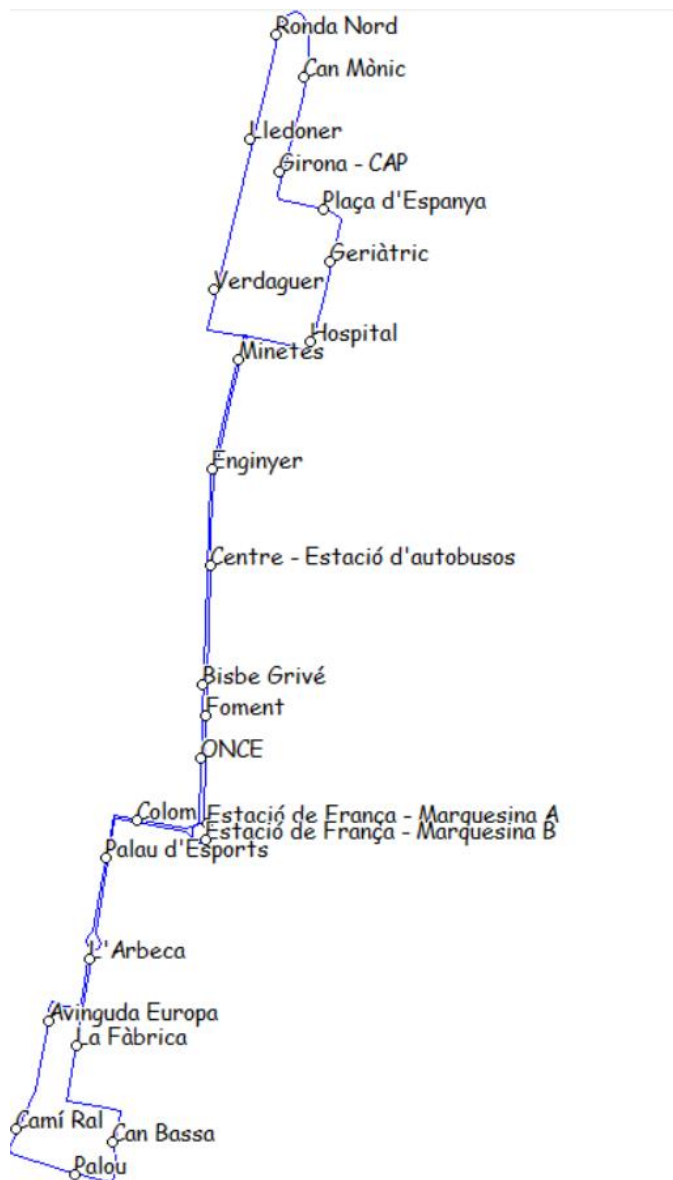 Ronda Nord
Can Mònic
Lledoner
Girona - CAP
Plaça d'Espanya
Geriàtric
Verdaguer
Hospital
Minetes
Enginyer
Centre - Estació d'autobusos
Bisbe Grivé
Foment
ONCE
Colom
Estació de França - Marquesina A
Estació de França - Marquesina B
Palau d'Esports
L'Arbeca
Avinguda Europa
La Fàbrica
Camí Ral
Can Bassa
Palou